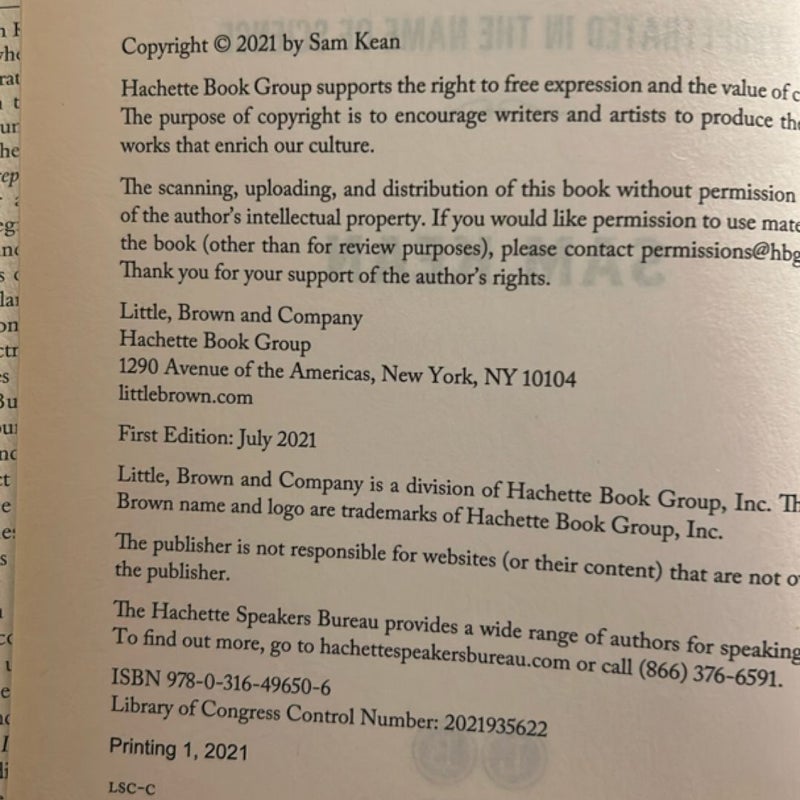 Copyright © 2021 by Sam Kean
Hachette Book Group supports the right to free expression and the value of
The purpose of copyright is to encourage writers and artists to produce
works that enrich our culture.
The scanning, uploading, and distribution of this book without permission
of the author's intellectual property. If you would like permission to use
the book (other than for review purposes), please contact permissions@hbg
Thank you for your support of the author's rights.
Little, Brown and Company
Hachette Book Group
1290 Avenue of the Americas, New York, NY 10104
littlebrown.com
First Edition: July 2021
Little, Brown and Company is a division of Hachette Book Group, Inc.
Brown name and logo are trademarks of Hachette Book Group, Inc.
The publisher is not responsible for websites (or their content) that are not
the publisher.
The Hachette Speakers Bureau provides a wide range of authors for speaking
To find out more, go to hachettespeakersbureau.com or call (866) 376-6591.
ISBN 978-0-316-49650-6
Library of Congress Control Number: 2021935622
Printing 1, 2021
LSC-C